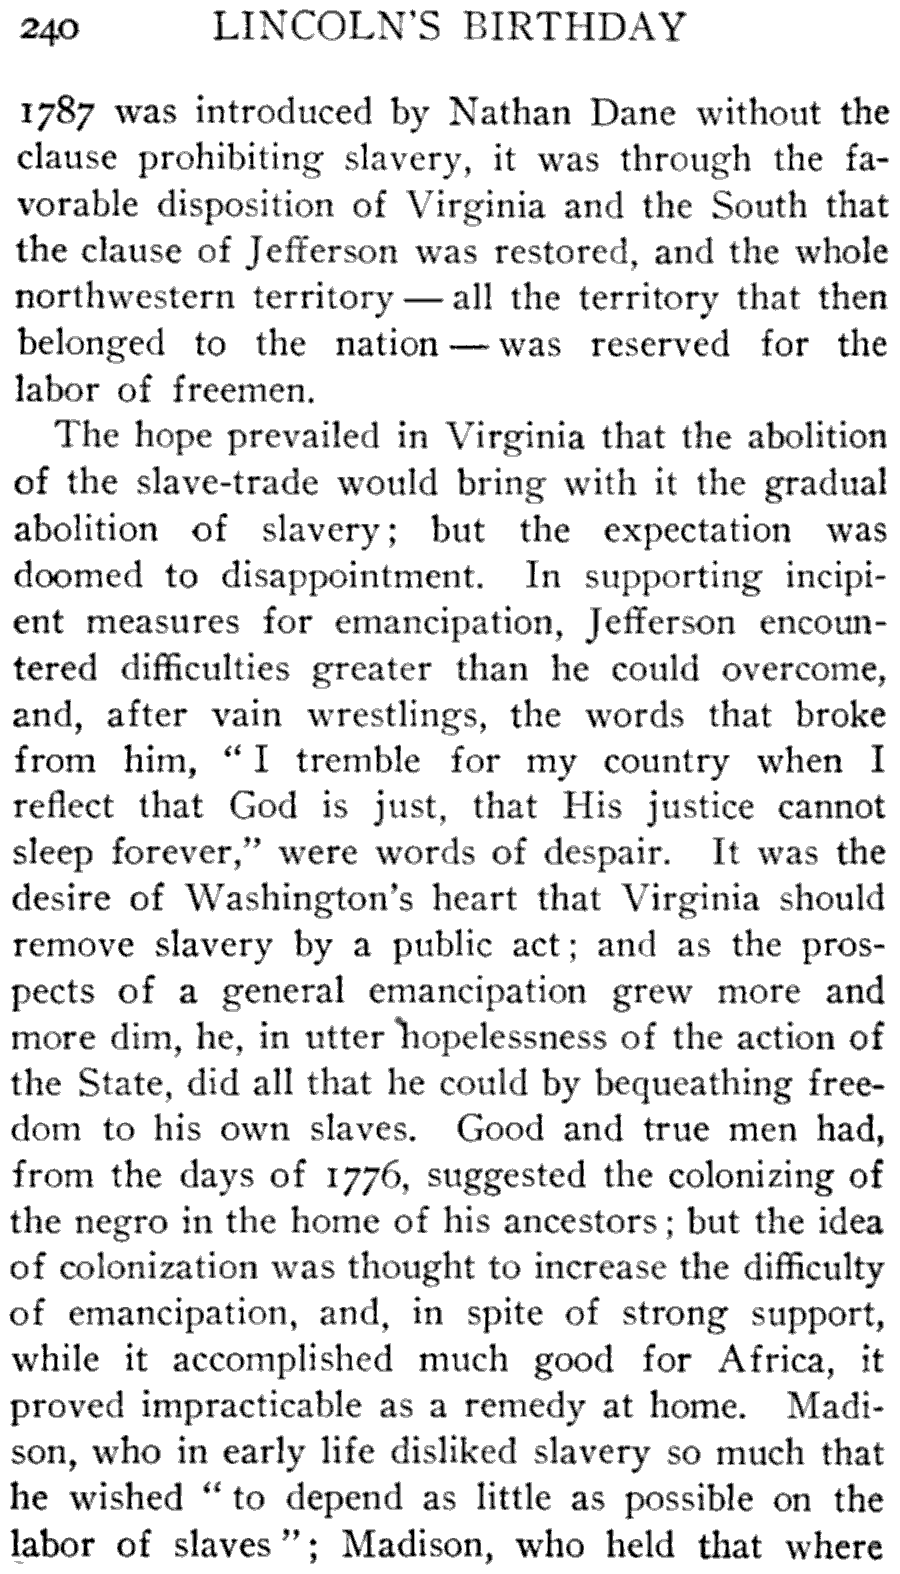 240 LINCOLN'S BIRTHDAY
1787 was introduced by Nathan Dane without the
clause prohibiting slavery, it was through the fa-
vorable disposition of Virginia and the South that
the clause of Jefferson was restored, and the whole
northwestern territory — all the territory that then
belonged to the nation — was reserved for the
labor of freemen.
The hope prevailed in Virginia that the abolition
of the slave-trade would bring with it the gradual
abolition of slavery; but the expectation was
doomed to disappointment. In supporting incipi-
ent measures for emancipation, Jefferson encoun-
tered difficulties greater than he could overcome,
and, after vain wrestlings, the words that broke
from him, “ I tremble for my country when I
reflect that God is just, that His justice cannot
sleep forever,” were words of despair. It was the
desire of Washington's heart that Virginia should
remove slavery by a public act; and as the pros-
pects of a general emancipation grew more and
more dim, he, in utter hopelessness of the action of
the State, did all that he could by bequeathing free-
dom to his own slaves. Good and true men had,
from the days of 1776, suggested the colonizing of
the negro in the home of his ancestors; but the idea
of colonization was thought to increase the difficulty
of emancipation, and, in spite of strong support,
while it accomplished much good for Africa, it
proved impracticable as a remedy at home. Madi-
son, who in early life disliked slavery so much that
he wished “ to depend as little as possible on the
labor of slaves ”; Madison, who held that where